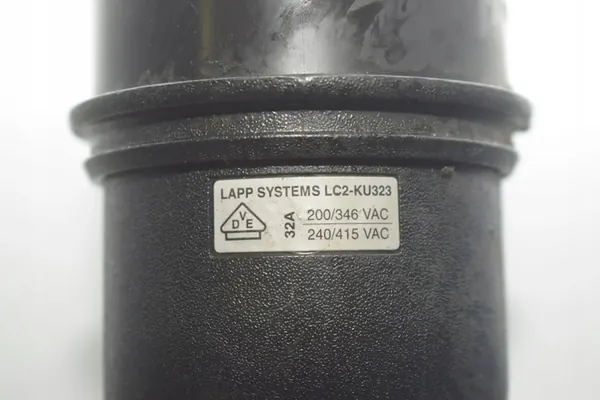 LAPP SYSTEMS LC2-KU323
VDE
32A
200/346 VAC
240/415 VAC